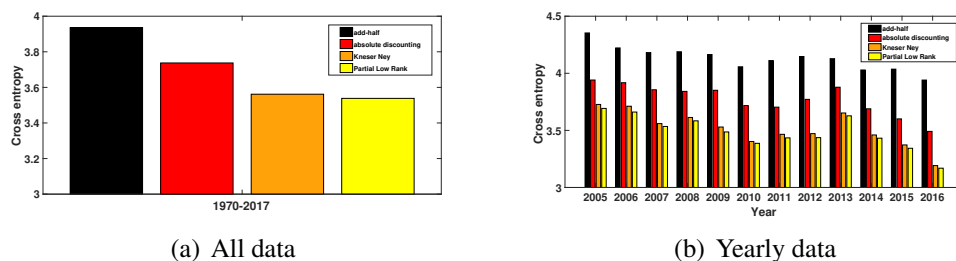 4
3.8
3.6
3.4
3.2
3
Cross entropy
add-half
absolute discounting
Kneser Ney
Partial Low Rank
1970-2017
(a) All data
4.5
4
3.5
3
Cross entropy
add-half
absolute discounting
Kneser Ney
Partial Low Rank
2005 2006 2007 2008 2009 2010 2011 2012 2013 2014 2015 2016
Year
(b) Yearly data